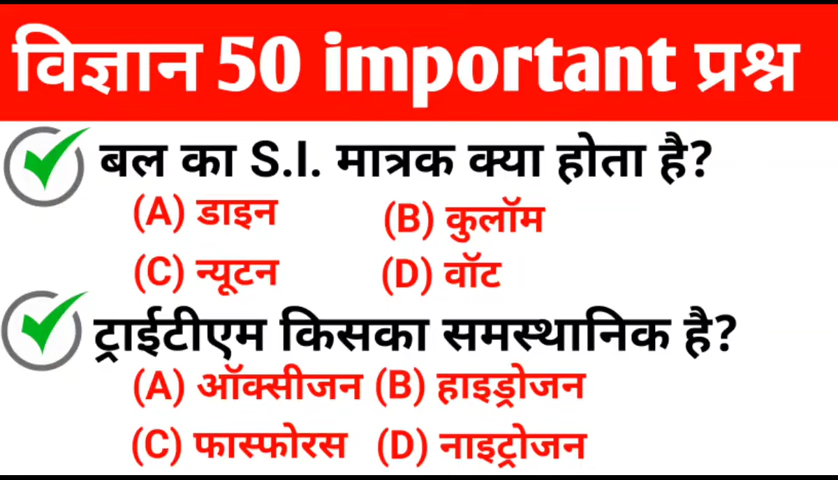 विज्ञान 50 important प्रश्न
बल का S.I. मात्रक क्या होता है?
(A) डाइन (B) कुलॉम
(C) न्यूटन (D) वॉट
ट्राईटीएम किसका समस्थानिक है?
(A) ऑक्सीजन (B) हाइड्रोजन
(C) फास्फोरस (D) नाइट्रोजन